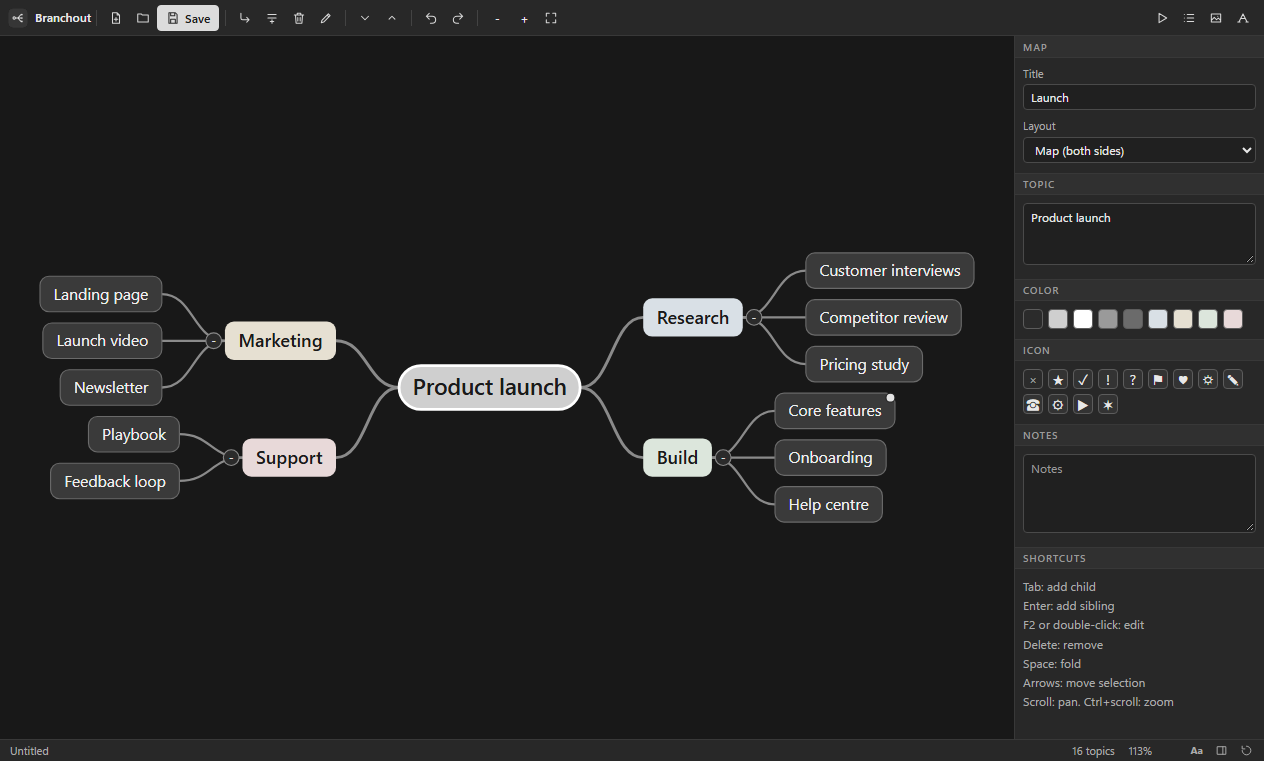 Branchout
Save
Landing page
Launch video
Newsletter
Marketing
Playbook
Feedback loop
Support
Product launch
Research
Customer interviews
Competitor review
Pricing study
Build
Core features
Onboarding
Help centre
MAP
Title
Launch
Layout
Map (both sides)
TOPIC
Product launch
COLOR
ICON
NOTES
Notes
SHORTCUTS
Tab: add child
Enter: add sibling
F2 or double-click: edit
Delete: remove
Space: fold
Arrows: move selection
Scroll: pan. Ctrl+scroll: zoom
Untitled
16 topics 113% Aa